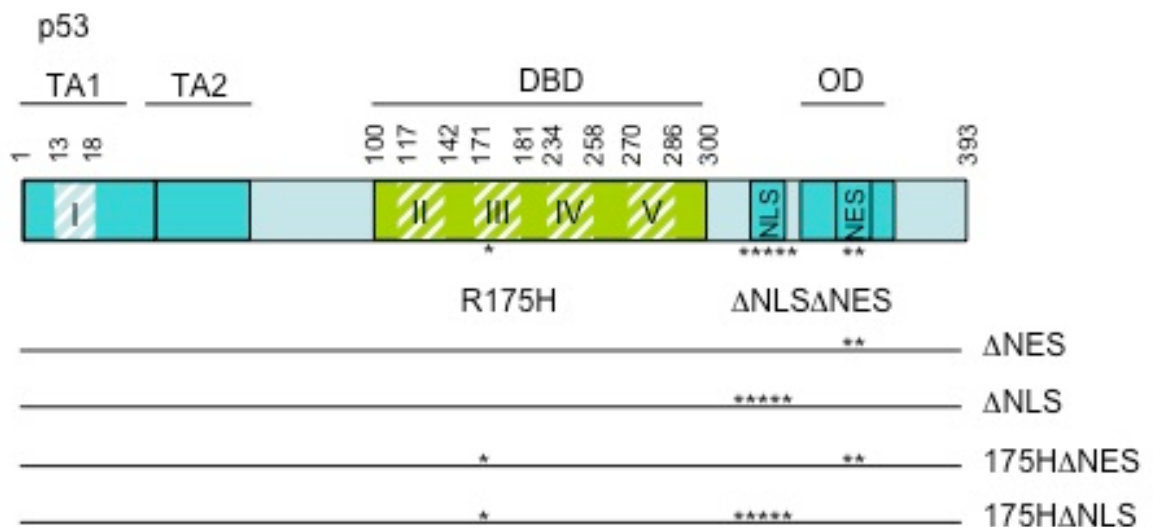 p53
TA1 TA2 DBD OD
1 13 18 100 117 142 171 181 234 258 270 286 300 393
I II III IV V NLS NES
* ***** **
R175H ΔNLSΔNES
** ΔNES
***** ΔNLS
* ** 175HΔNES
* ***** 175HΔNLS